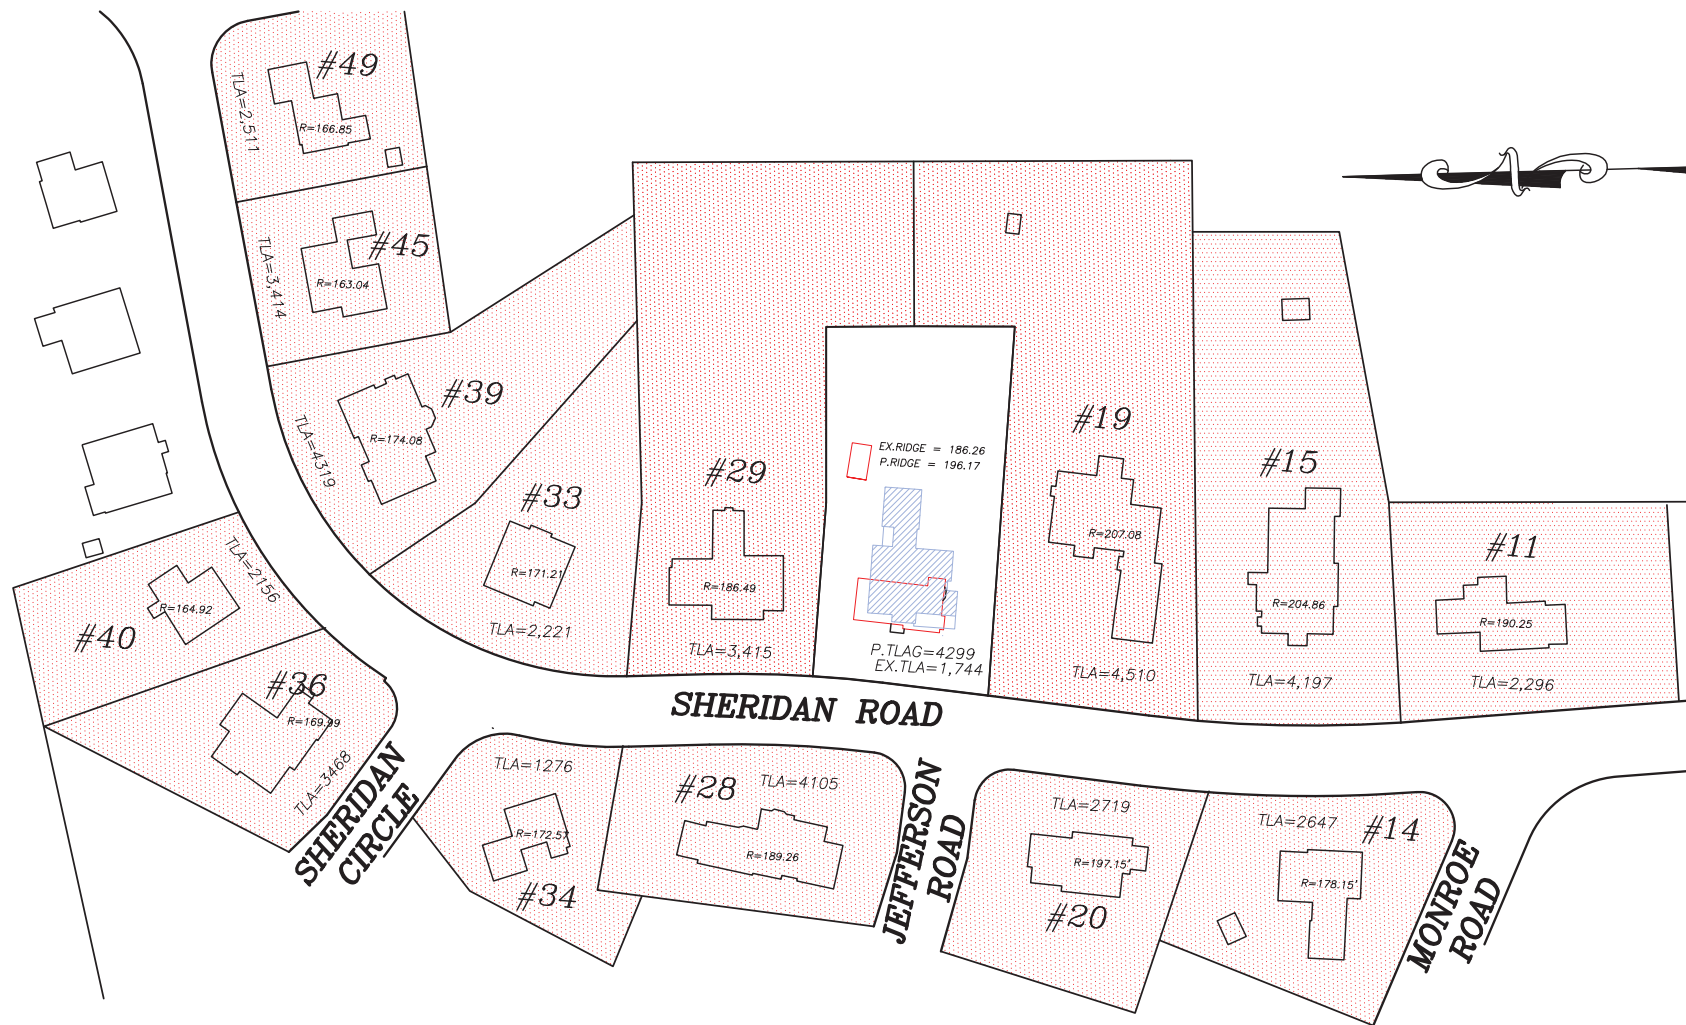 #49
TLA=2,511
R=166.85
#45
TLA=3,414
R=163.04
#39
TLA=4319
R=174.08
#33
R=171.21
TLA=2,221
#29
R=186.49
TLA=3,415
EX.RIDGE = 186.26
P.RIDGE = 196.17
P.TLAG=4299
EX.TLA=1,744
#19
R=207.08
TLA=4,510
#15
R=204.86
TLA=4,197
#11
R=190.25
TLA=2,296
N
TLA=2156
R=164.92
#40
#36
R=169.99
TLA=3468
SHERIDAN ROAD
SHERIDAN
CIRCLE
TLA=1276
R=172.57
#34
#28
TLA=4105
R=189.26
JEFFERSON
ROAD
TLA=2719
R=197.15'
#20
TLA=2647
#14
R=178.15'
MONROE
ROAD